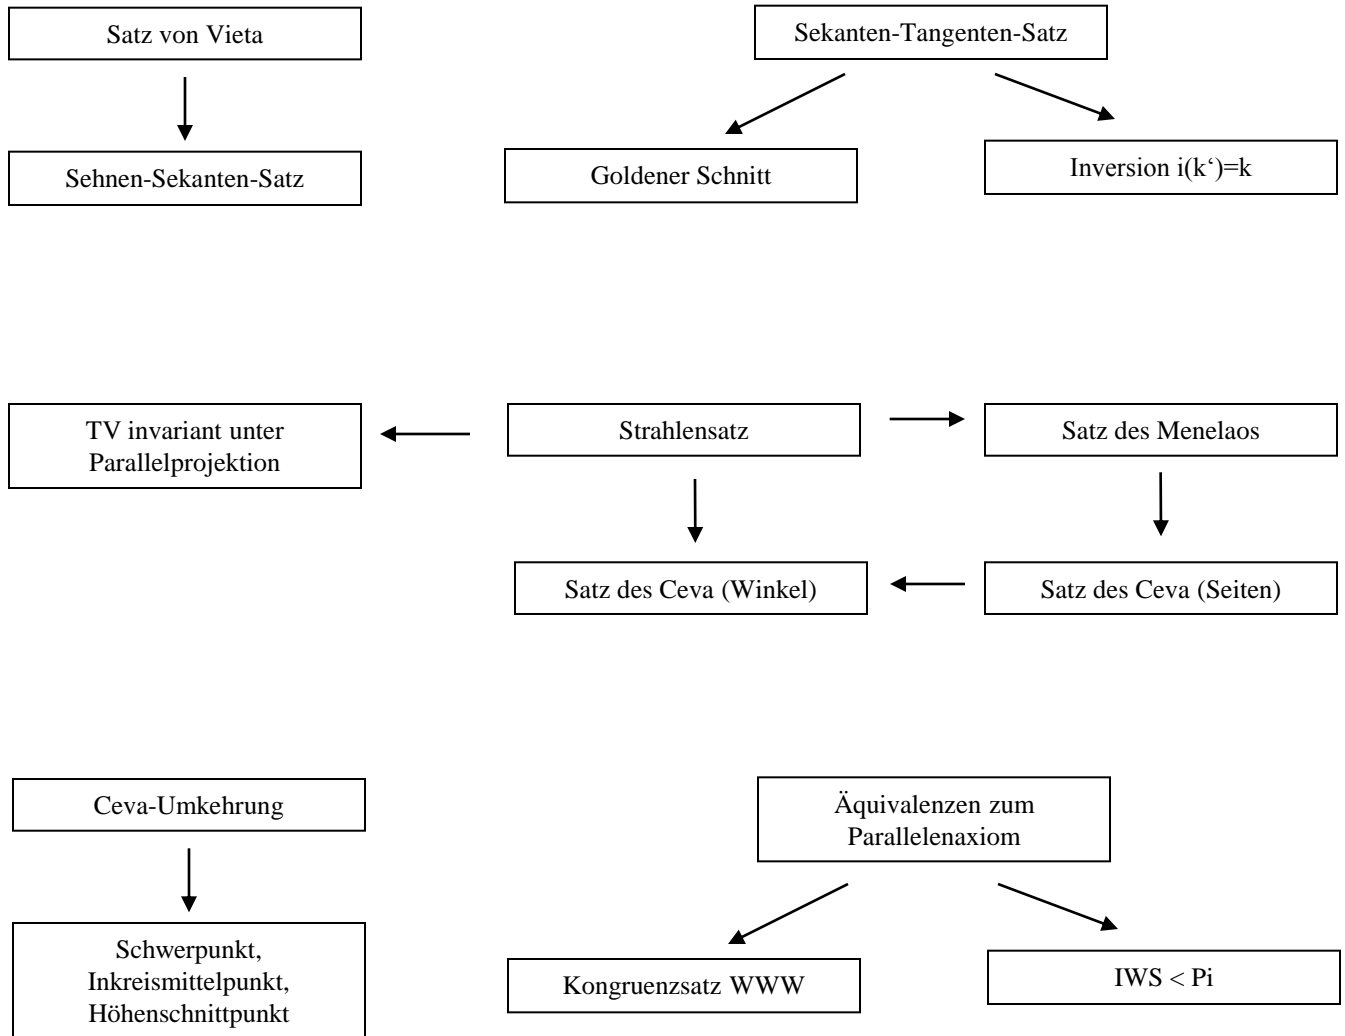 Satz von Vieta
Sekanten-Tangenten-Satz
Sehnen-Sekanten-Satz
Goldener Schnitt
Inversion i(k‘)=k
TV invariant unter
Parallelprojektion
Strahlensatz
Satz des Menelaos
Satz des Ceva (Winkel)
Satz des Ceva (Seiten)
Ceva-Umkehrung
Äquivalenzen zum
Parallelenaxiom
Schwerpunkt,
Inkreismittelpunkt,
Höhenschnittpunkt
Kongruenzsatz WWW
IWS < Pi